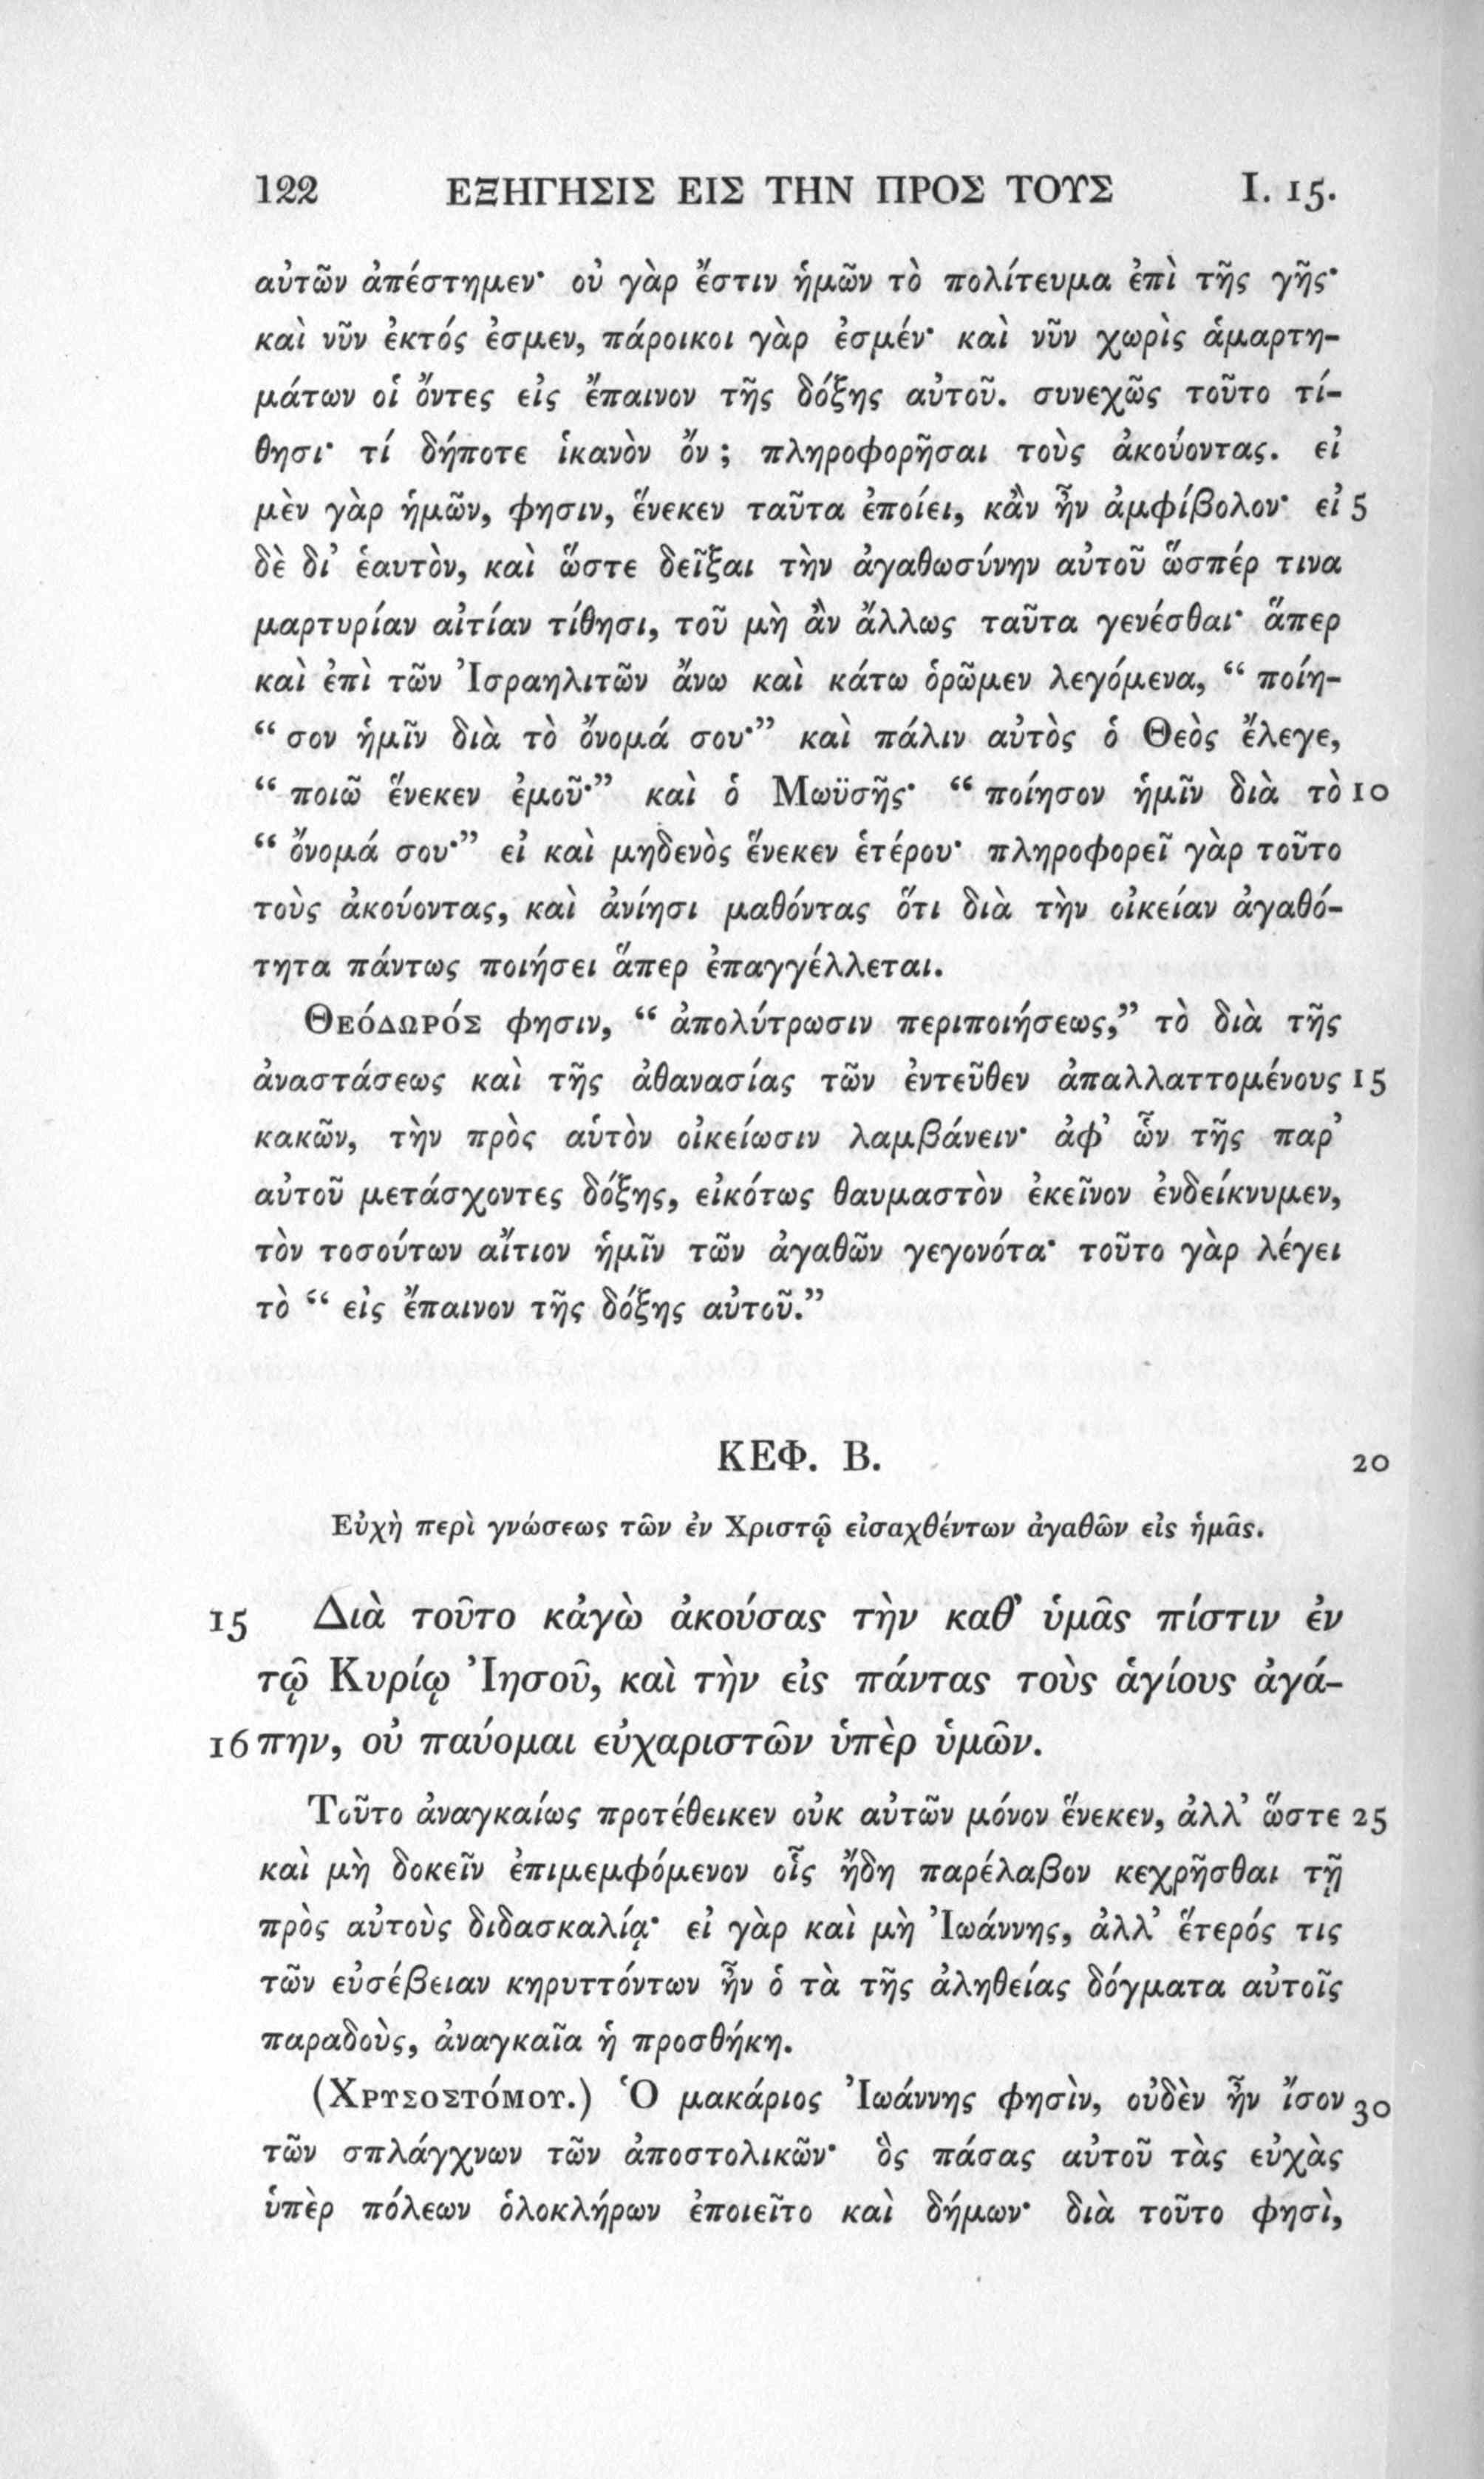 122 ΕΞΗΓΗΣΙΣ ΕΙΣ ΤΗΝ ΠΡΟΣ ΤΟΥΣ I. 15.
αὐτῶν ἀπέστημεν· οὐ γὰρ ἔστιν ἡμῶν τὸ πολίτευμα ἐπὶ τῆς γῆς·
καὶ νῦν ἐκτός ἐσμεν, πάροικοι γὰρ ἐσμέν· καὶ νῦν χωρὶς ἁμαρτη-
μάτων οἱ ὄντες εἰς ἔπαινον τῆς δόξης αὐτοῦ. συνεχῶς τοῦτο τί-
θησι· τί δήποτε ἱκανὸν ὄν ; πληροφορῆσαι τοὺς ἀκούοντας. εἰ
μὲν γὰρ ἡμῶν, φησιν, ἕνεκεν ταῦτα ἐποίει, κἂν ἦν ἀμφίβολον· εἰ 5
δὲ δι’ ἑαυτὸν, καὶ ὥστε δεῖξαι τὴν ἀγαθωσύνην αὐτοῦ ὥσπέρ τινα
μαρτυρίαν αἰτίαν τίθησι, τοῦ μὴ ἂν ἄλλως ταῦτα γενέσθαι· ἅπερ
καὶ ἐπὶ τῶν Ἰσραηλιτῶν ἄνω καὶ κάτω ὁρῶμεν λεγόμενα, “ ποίη-
“ σον ἡμῖν διὰ τὸ ὄνομά σου·” καὶ πάλιν αὐτὸς ὁ Θεὸς ἔλεγε,
“ ποιῶ ἕνεκεν ἐμοῦ·” καὶ ὁ Μωϋσῆς· “ ποίησον ἡμῖν διὰ τὸ 10
“ ὄνομά σου·” εἰ καὶ μηδενὸς ἕνεκεν ἑτέρου· πληροφορεῖ γὰρ τοῦτο
τοὺς ἀκούοντας, καὶ ἀνίησι μαθόντας ὅτι διὰ τὴν οἰκείαν ἀγαθό-
τητα πάντως ποιήσει ἅπερ ἐπαγγέλλεται.
ΘΕΌΔΩΡΌΣ φησιν, “ ἀπολύτρωσιν περιποιήσεως,” τὸ διὰ τῆς
ἀναστάσεως καὶ τῆς ἀθανασίας τῶν ἐντεῦθεν ἀπαλλαττομένους 15
κακῶν, τὴν πρὸς αὑτὸν οἰκείωσιν λαμβάνειν· ἀφ’ ὧν τῆς παρ’
αὐτοῦ μετάσχοντες δόξης, εἰκότως θαυμαστὸν ἐκεῖνον ἐνδείκνυμεν,
τὸν τοσούτων αἴτιον ἡμῖν τῶν ἀγαθῶν γεγονότα· τοῦτο γὰρ λέγει
τὸ “ εἰς ἔπαινον τῆς δόξης αὐτοῦ.”
ΚΕΦ. Β. 20
Εὐχὴ περὶ γνώσεως τῶν ἐν Χριστῷ εἰσαχθέντων ἀγαθῶν εἰς ἡμᾶς.
15 Διὰ τοῦτο κἀγὼ ἀκούσας τὴν καθ’ ὑμᾶς πίστιν ἐν
τῷ Κυρίῳ Ἰησοῦ, καὶ τὴν εἰς πάντας τοὺς ἁγίους ἀγά-
16 πην, οὐ παύομαι εὐχαριστῶν ὑπὲρ ὑμῶν.
Τοῦτο ἀναγκαίως προτέθεικεν οὐκ αὐτῶν μόνον ἕνεκεν, ἀλλ’ ὥστε 25
καὶ μὴ δοκεῖν ἐπιμεμφόμενον οἷς ἤδη παρέλαβον κεχρῆσθαι τῇ
πρὸς αὐτοὺς διδασκαλίᾳ· εἰ γὰρ καὶ μὴ Ἰωάννης, ἀλλ’ ἕτερός τις
τῶν εὐσέβειαν κηρυττόντων ἦν ὁ τὰ τῆς ἀληθείας δόγματα αὐτοῖς
παραδοὺς, ἀναγκαῖα ἡ προσθήκη.
(ΧΡΥΣΟΣΤΌΜΟΥ.) Ὁ μακάριος Ἰωάννης φησὶν, οὐδὲν ἦν ἴσον 30
τῶν σπλάγχνων τῶν ἀποστολικῶν· ὃς πάσας αὐτοῦ τὰς εὐχὰς
ὑπὲρ πόλεων ὁλοκλήρων ἐποιεῖτο καὶ δήμων· διὰ τοῦτο φησὶ,